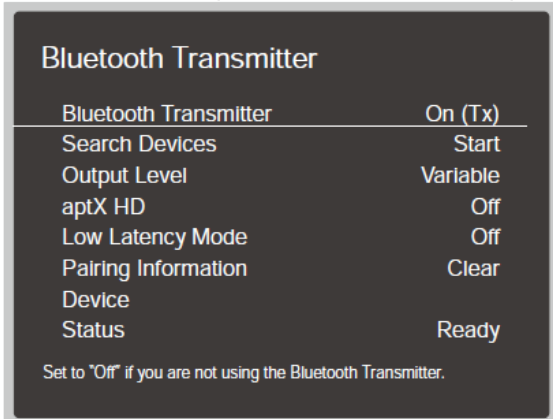 Bluetooth Transmitter
Bluetooth Transmitter On (Tx)
Search Devices Start
Output Level Variable
aptX HD Off
Low Latency Mode Off
Pairing Information Clear
Device
Status Ready
Set to "Off" if you are not using the Bluetooth Transmitter.